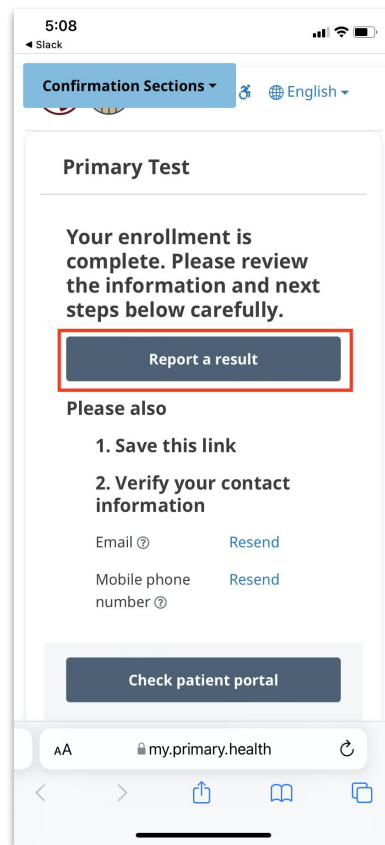 5:08
Slack
Confirmation Sections
English
Primary Test
Your enrollment is
complete. Please review
the information and next
steps below carefully.
Report a result
Please also
1. Save this link
2. Verify your contact
information
Email ? Resend
Mobile phone Resend
number ?
Check patient portal
AA my.primary.health